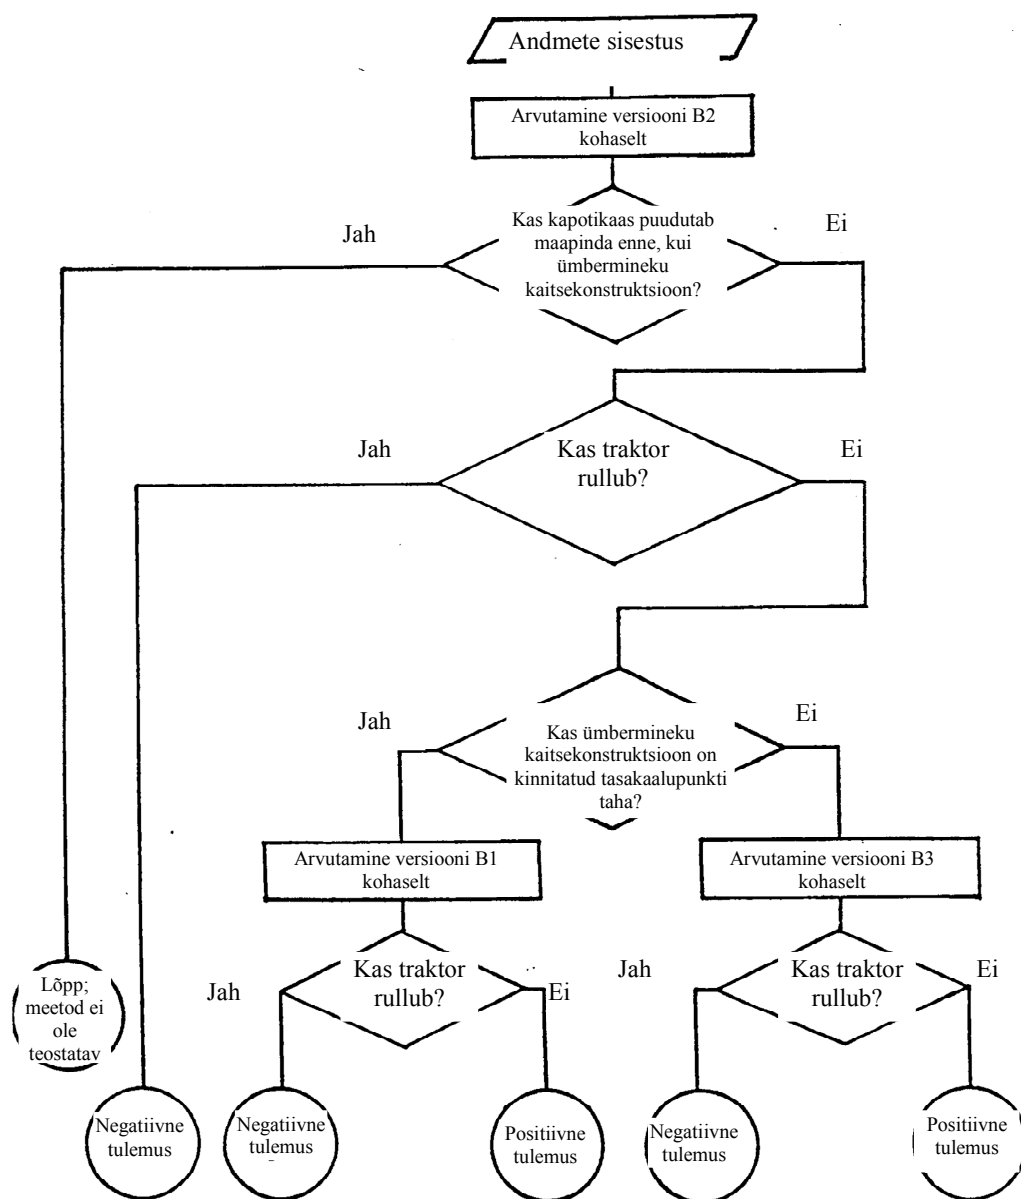 Andmete sisestus
Arvutamine versiooni B2
kohaselt
Jah
Kas kapotikaas puudutab
maapinda enne, kui
ümbermineku
kaitsekonstruktsioon?
Ei
Jah
Kas traktor
rullub?
Ei
Jah
Kas ümbermineku
kaitsekonstruktsioon on
kinnitatud tasakaalupunkti
taha?
Ei
Arvutamine versiooni B1
kohaselt
Arvutamine versiooni B3
kohaselt
Jah
Kas traktor
rullub?
Ei
Jah
Kas traktor
rullub?
Ei
Lõpp;
meetod ei
ole
teostatav
Negatiivne
tulemus
Negatiivne
tulemus
Positiivne
tulemus
Negatiivne
tulemus
Positiivne
tulemus